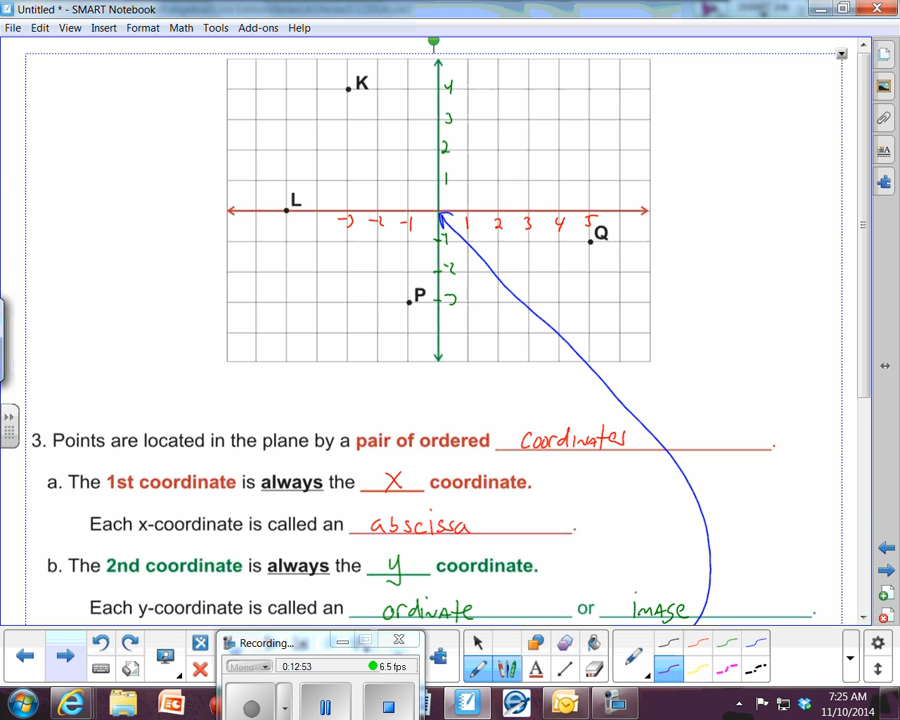 Untitled * - SMART Notebook
File Edit View Insert Format Math Tools Add-ons Help
K
4
3
2
1
L
-3 -2 -1 1 2 3 4 5
Q
-1
-2
P
-3
3. Points are located in the plane by a pair of ordered coordinates.
a. The 1st coordinate is always the x coordinate.
Each x-coordinate is called an abscissa.
b. The 2nd coordinate is always the y coordinate.
Each y-coordinate is called an ordinate or image.
Recording...
Menu 0:12:53 6.5 fps
7:25 AM
11/10/2014